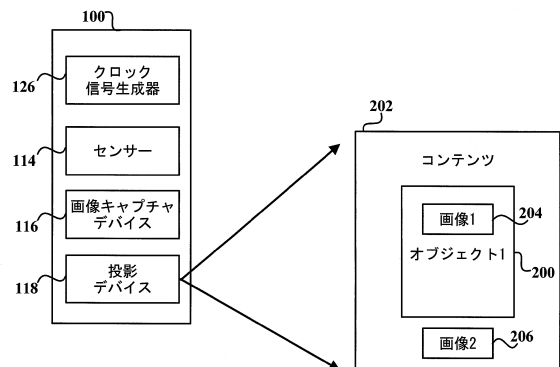 100
126
クロック
信号生成器
114
センサー
116
画像キャプチャ
デバイス
118
投影
デバイス
202
コンテンツ
画像1
204
オブジェクト1
200
画像2
206